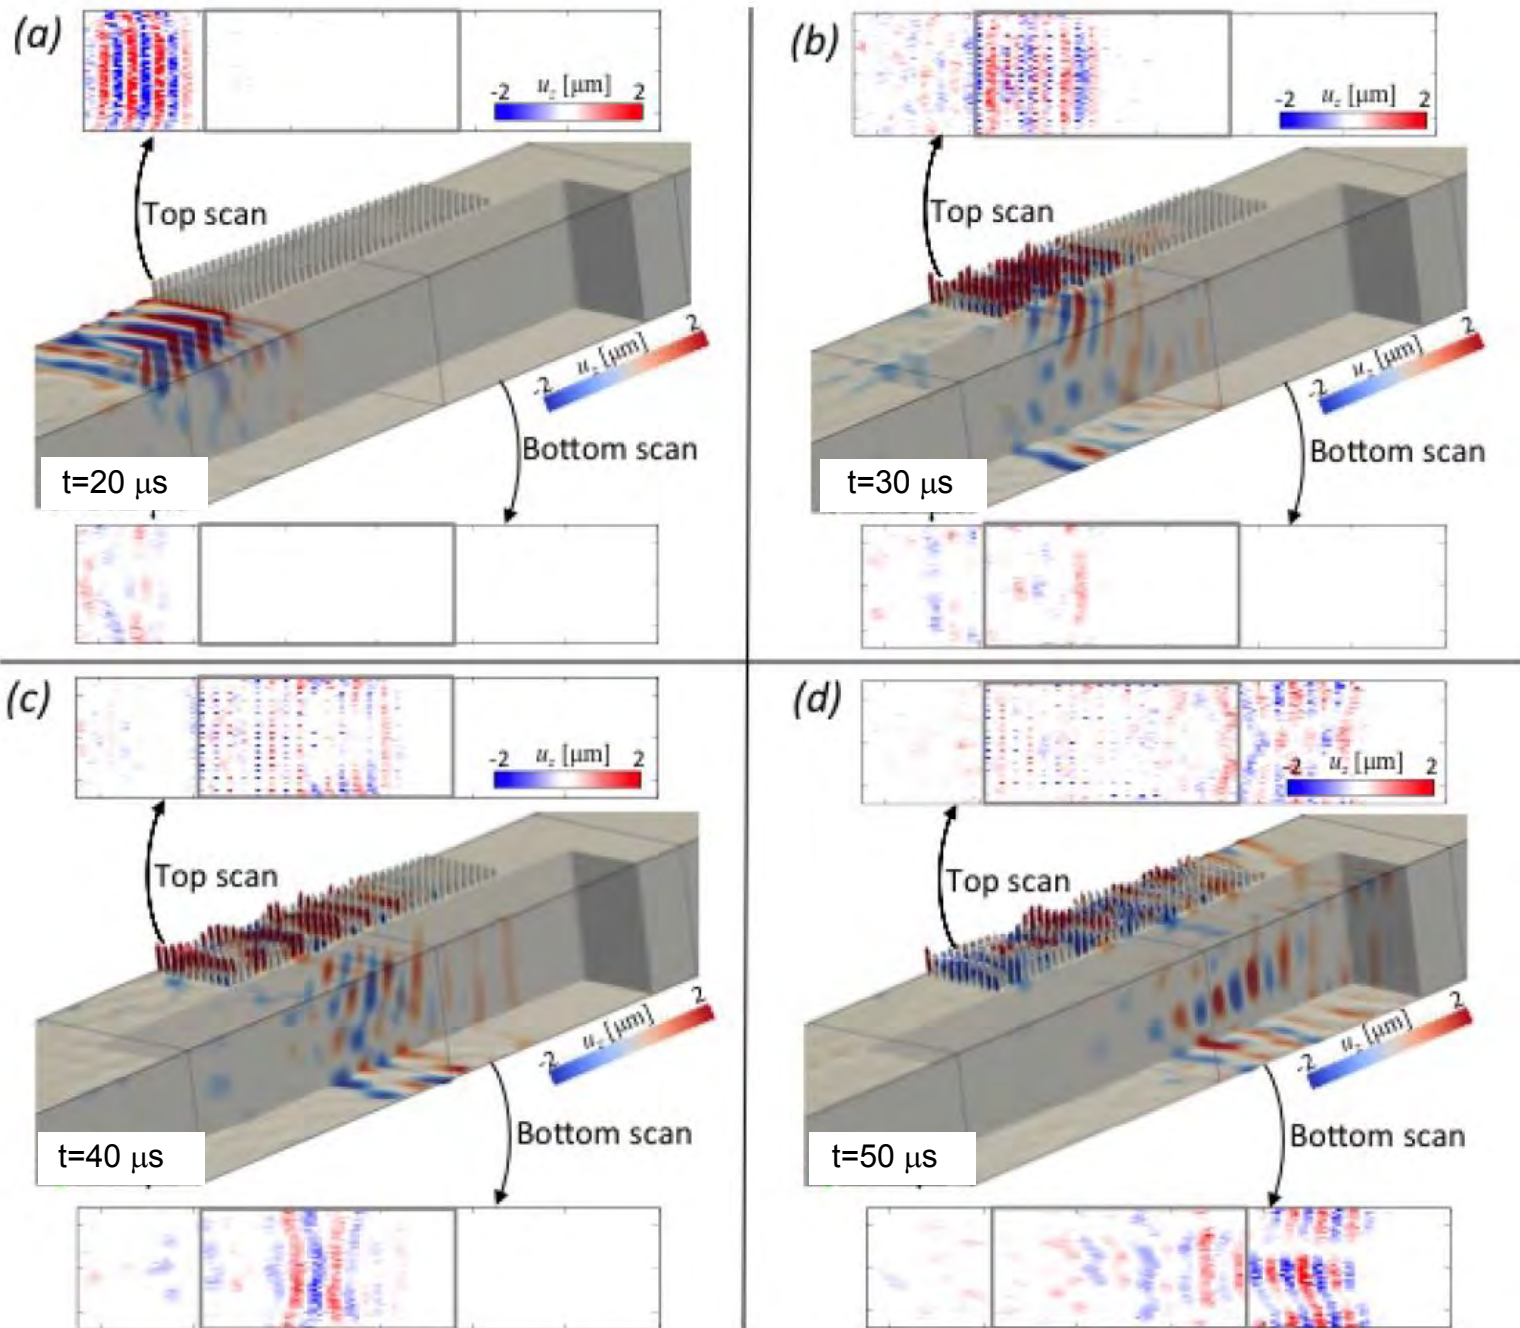 (a)
u_z [μm]
-2 2
Top scan
2
u_z [μm]
-2
Bottom scan
t=20 μs
(b)
u_z [μm]
-2 2
Top scan
2
u_z [μm]
-2
Bottom scan
t=30 μs
(c)
u_z [μm]
-2 2
Top scan
2
u_z [μm]
-2
Bottom scan
t=40 μs
(d)
u_z [μm]
-2 2
Top scan
2
u_z [μm]
-2
Bottom scan
t=50 μs